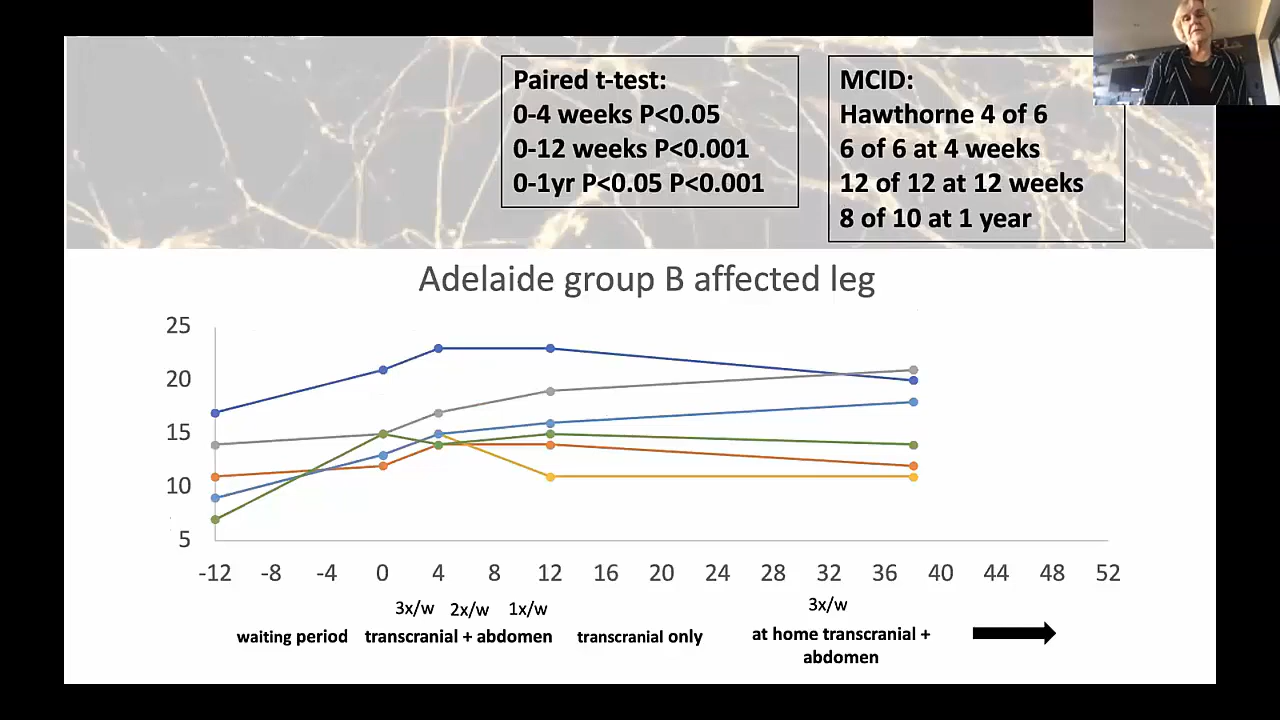 Paired t-test:
0-4 weeks P<0.05
0-12 weeks P<0.001
0-1yr P<0.05 P<0.001
MCID:
Hawthorne 4 of 6
6 of 6 at 4 weeks
12 of 12 at 12 weeks
8 of 10 at 1 year
Adelaide group B affected leg
25
20
15
10
5
-12 -8 -4 0 4 8 12 16 20 24 28 32 36 40 44 48 52
3x/w 2x/w 1x/w 3x/w
waiting period transcranial + abdomen transcranial only at home transcranial +
abdomen